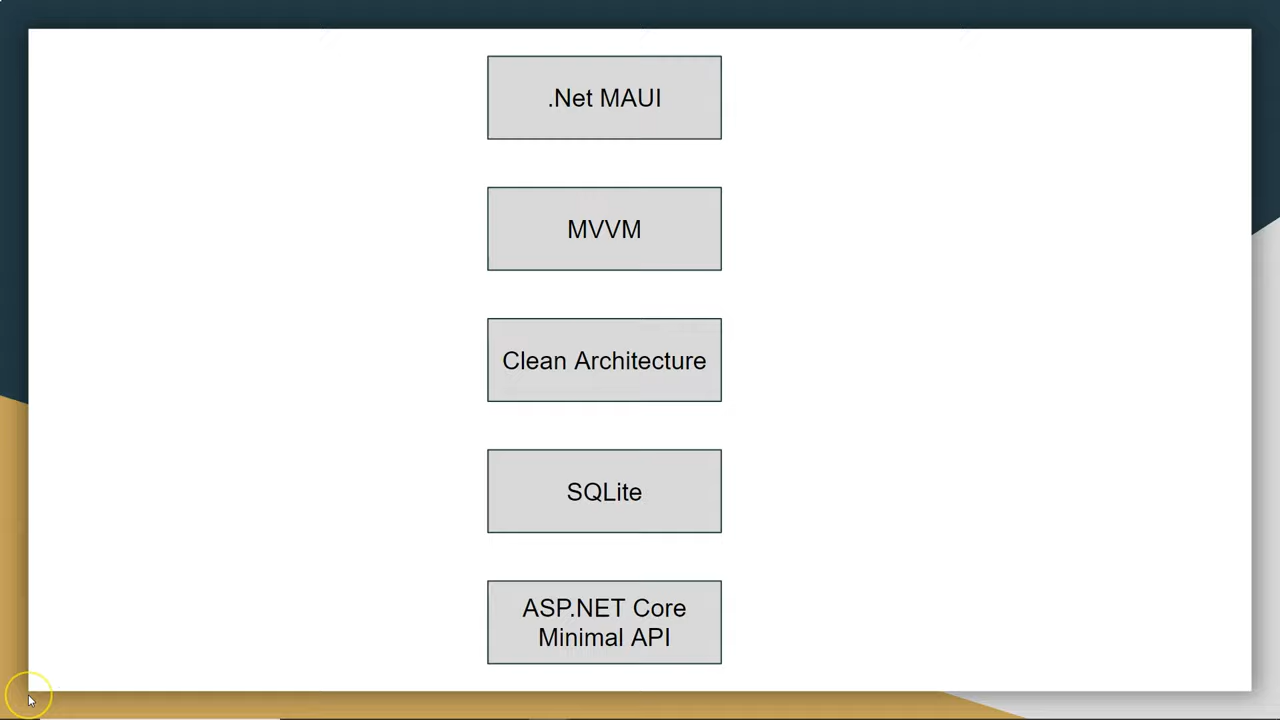 .Net MAUI
MVVM
Clean Architecture
SQLite
ASP.NET Core
Minimal API